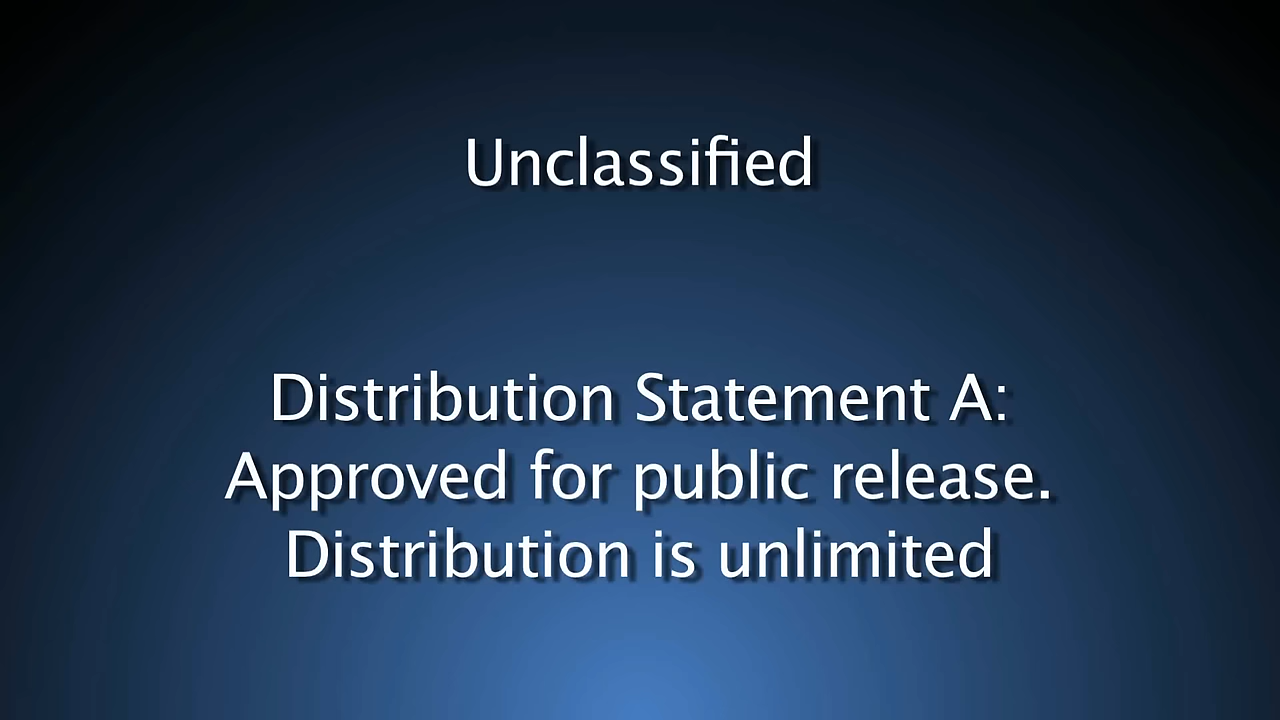 Unclassified
Distribution Statement A:
Approved for public release.
Distribution is unlimited